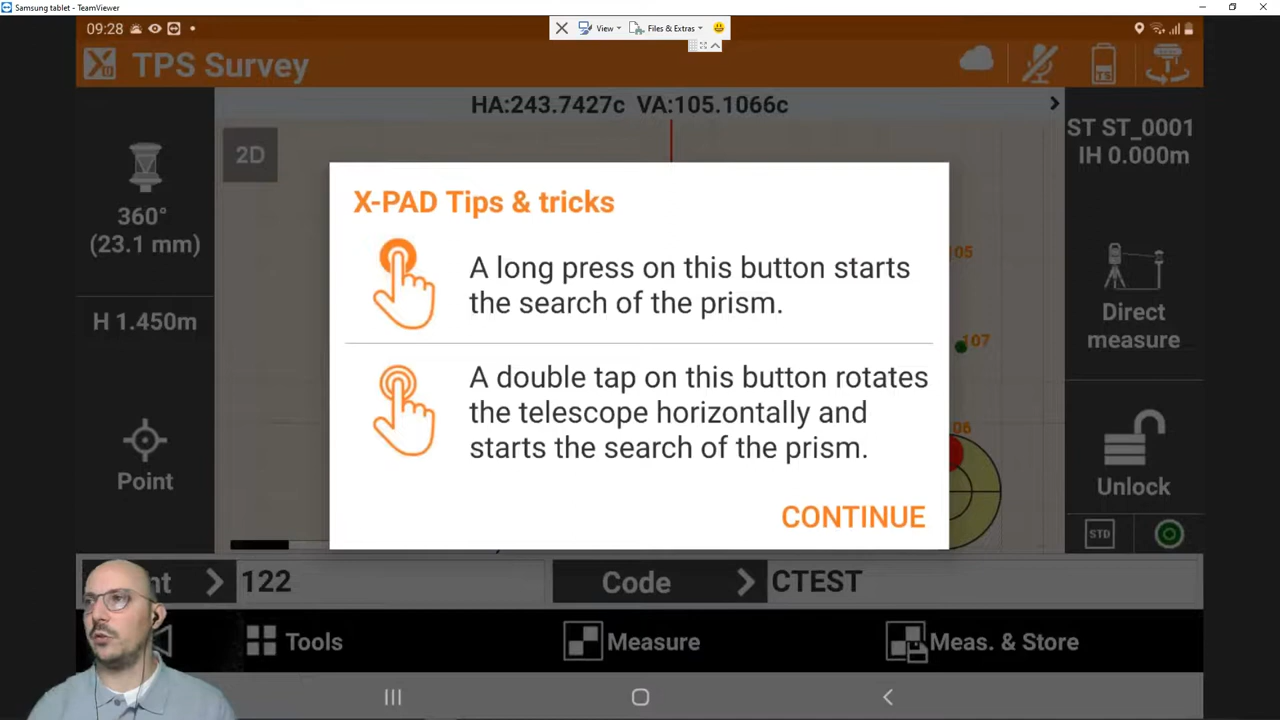 Samsung tablet - TeamViewer
View
Files & Extras
09:28
TPS Survey
TS
HA:243.7427c VA:105.1066c
2D
ST ST_0001
IH 0.000m
360°
(23.1 mm)
H 1.450m
Point
X-PAD Tips & tricks
A long press on this button starts
the search of the prism.
A double tap on this button rotates
the telescope horizontally and
starts the search of the prism.
CONTINUE
105
107
06
Direct
measure
Unlock
STD
nt
122
Code
CTEST
Tools
Measure
Meas. & Store